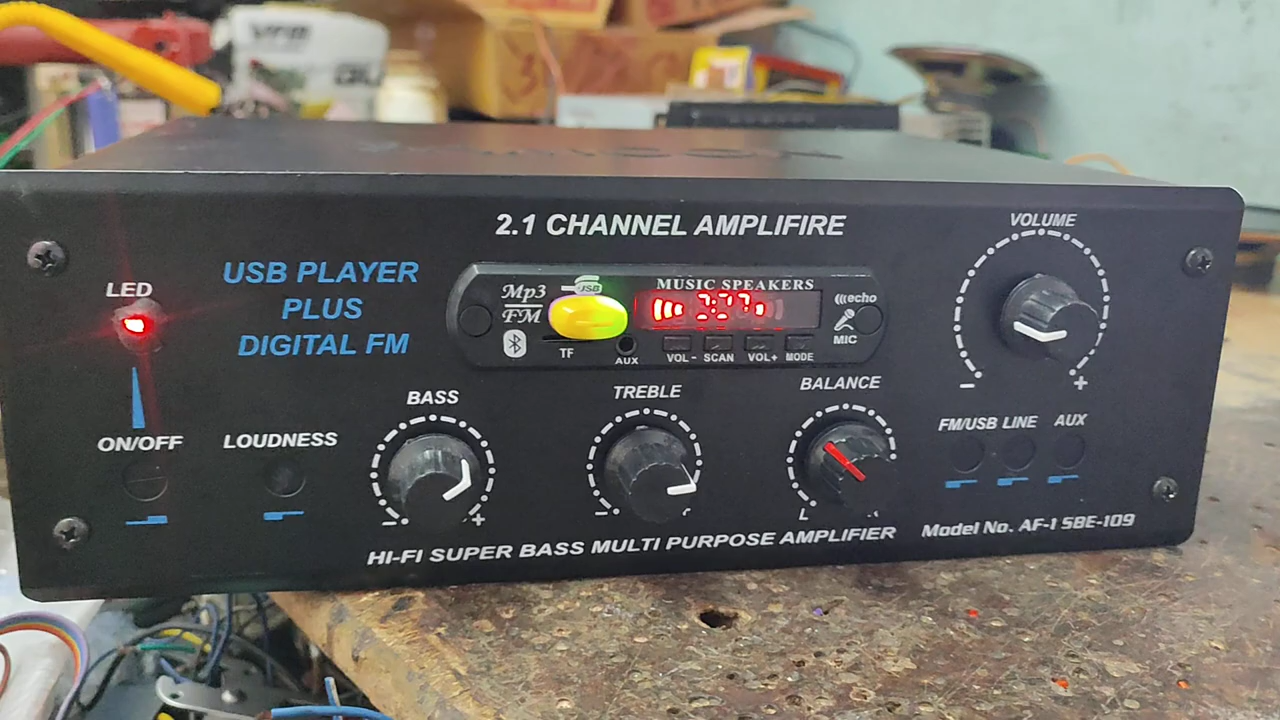 2.1 CHANNEL AMPLIFIRE
VOLUME
LED
USB PLAYER
PLUS
DIGITAL FM
Mp3
FM
USB
MUSIC SPEAKERS
echo
MIC
TF
AUX
VOL- SCAN VOL+ MODE
- +
BASS
TREBLE
BALANCE
ON/OFF
LOUDNESS
FM/USB LINE AUX
- +
-
L
HI-FI SUPER BASS MULTI PURPOSE AMPLIFIER
Model No. AF-1 SBE-109